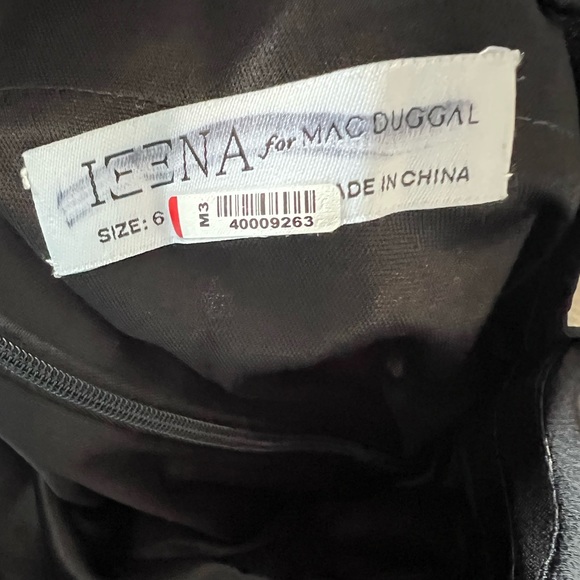 IEENA for MAC DUGGAL
SIZE: 6
M3
40009263
ADE IN CHINA